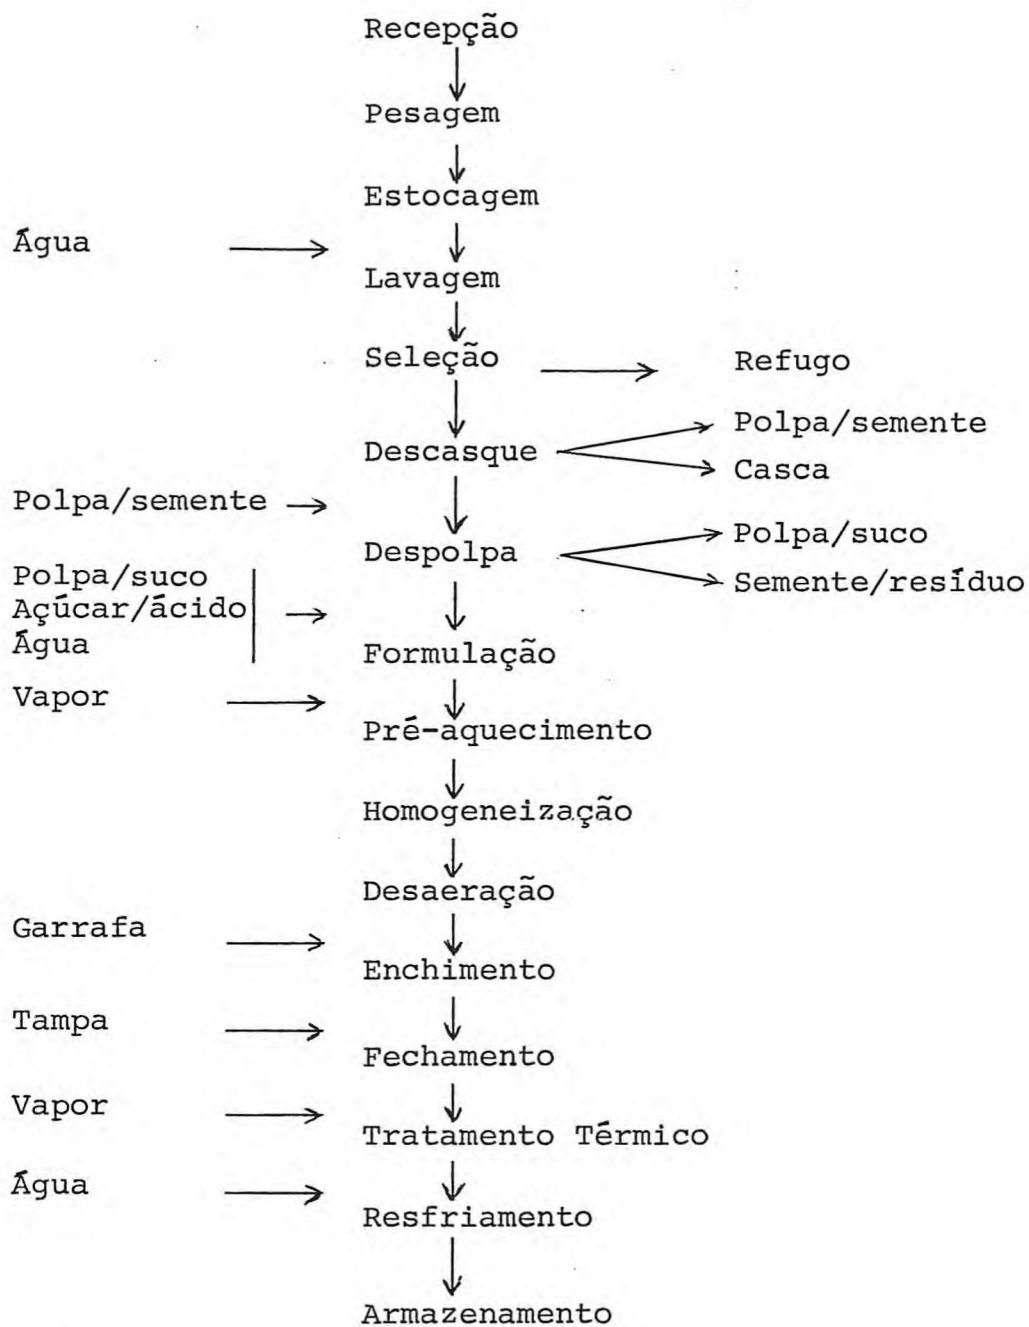 Recepção
Pesagem
Estocagem
Água
Lavagem
Seleção
Refugo
Polpa/semente
Descasque
Casca
Polpa/semente
Polpa/suco
Despolpa
Semente/resíduo
Polpa/suco
Açúcar/ácido
Água
Formulação
Vapor
Pré-aquecimento
Homogeneização
Desaeração
Garrafa
Enchimento
Tampa
Fechamento
Vapor
Tratamento Térmico
Água
Resfriamento
Armazenamento